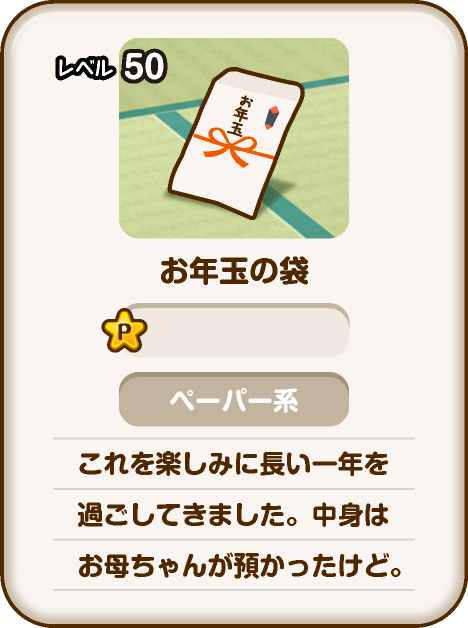 レベル 50
お年玉
お年玉の袋
P
ペーパー系
これを楽しみに長い一年を
過ごしてきました。中身は
お母ちゃんが預かったけど。